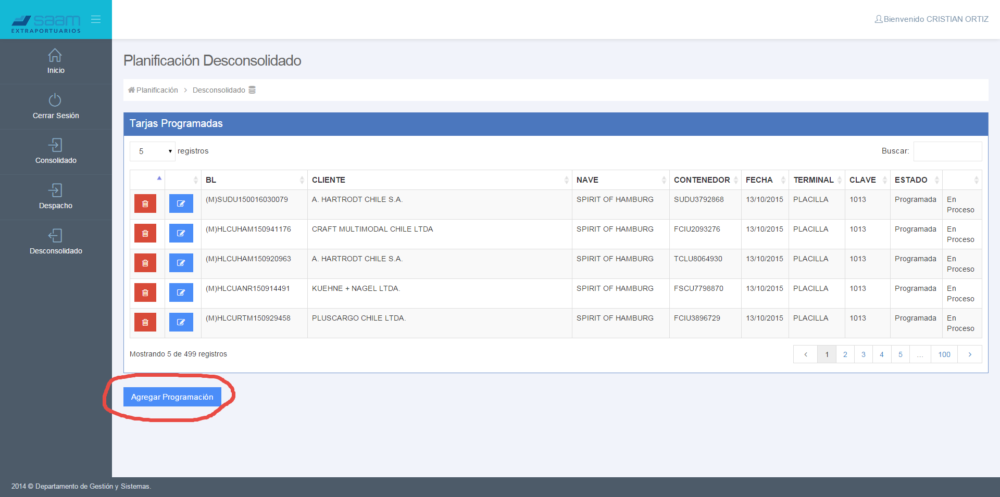 saam
EXTRAPORTUARIOS
Bienvenido CRISTIAN ORTIZ
Inicio
Cerrar Sesión
Consolidado
Despacho
Desconsolidado
Planificación Desconsolidado
Planificación > Desconsolidado
Tarjas Programadas
5 registros
Buscar:
BL CLIENTE NAVE CONTENEDOR FECHA TERMINAL CLAVE ESTADO
(M)SUDU150016030079 A. HARTRODT CHILE S.A. SPIRIT OF HAMBURG SUDU3792868 13/10/2015 PLACILLA 1013 Programada En Proceso
(M)HLCUHAM150941176 CRAFT MULTIMODAL CHILE LTDA SPIRIT OF HAMBURG FCIU2093276 13/10/2015 PLACILLA 1013 Programada En Proceso
(M)HLCUHAM150920963 A. HARTRODT CHILE S.A. SPIRIT OF HAMBURG TCLU8064930 13/10/2015 PLACILLA 1013 Programada En Proceso
(M)HLCUANR150914491 KUEHNE + NAGEL LTDA. SPIRIT OF HAMBURG FSCU7798870 13/10/2015 PLACILLA 1013 Programada En Proceso
(M)HLCURTM150929458 PLUSCARGO CHILE LTDA. SPIRIT OF HAMBURG FCIU3896729 13/10/2015 PLACILLA 1013 Programada En Proceso
Mostrando 5 de 499 registros
< 1 2 3 4 5 ... 100 >
Agregar Programación
2014 © Departamento de Gestión y Sistemas.